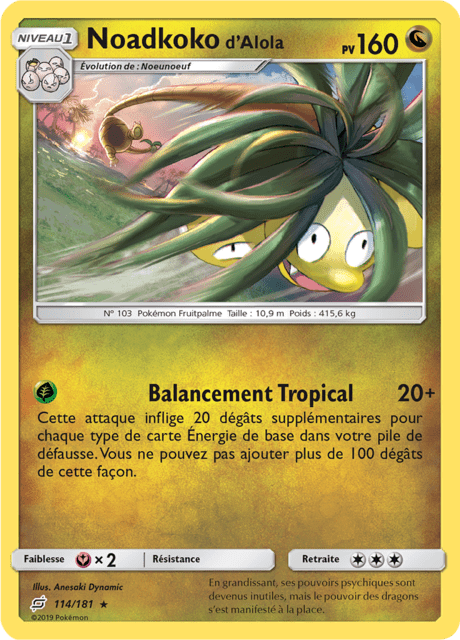 NIVEAU 1
Noadkoko d'Alola
PV 160
Évolution de : Noeunoeuf
N° 103 Pokémon Fruitpalme Taille : 10,9 m Poids : 415,6 kg
Balancement Tropical 20+
Cette attaque inflige 20 dégâts supplémentaires pour
chaque type de carte Énergie de base dans votre pile de
défausse. Vous ne pouvez pas ajouter plus de 100 dégâts
de cette façon.
Faiblesse × 2 Résistance Retraite
Illus. Anesaki Dynamic
114/181 ★
©2019 Pokémon
En grandissant, ses pouvoirs psychiques sont
devenus inutiles, mais le pouvoir des dragons
s'est manifesté à la place.